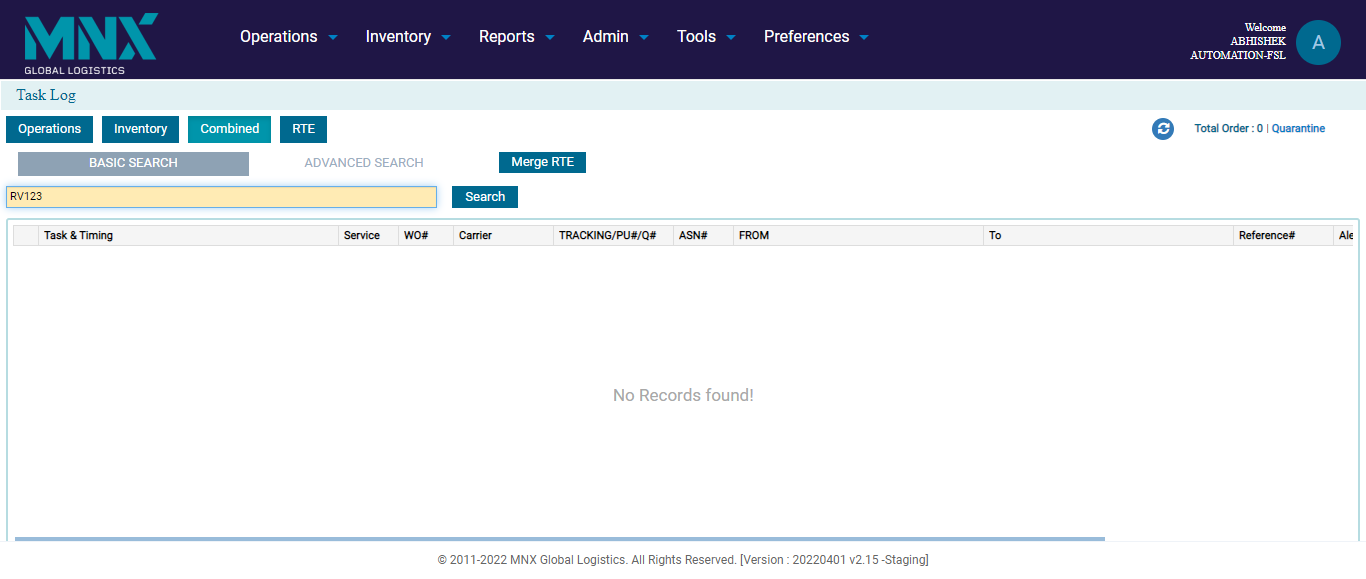 MNX
GLOBAL LOGISTICS
Operations Inventory Reports Admin Tools Preferences
Welcome
ABHISHEK
AUTOMATION-FSL
A
Task Log
Operations Inventory Combined RTE
Total Order : 0 | Quarantine
BASIC SEARCH ADVANCED SEARCH Merge RTE
RV123 Search
Task & Timing Service WO# Carrier TRACKING/PU#/Q# ASN# FROM To Reference# Ale
No Records found!
© 2011-2022 MNX Global Logistics. All Rights Reserved. [Version : 20220401 v2.15 -Staging]